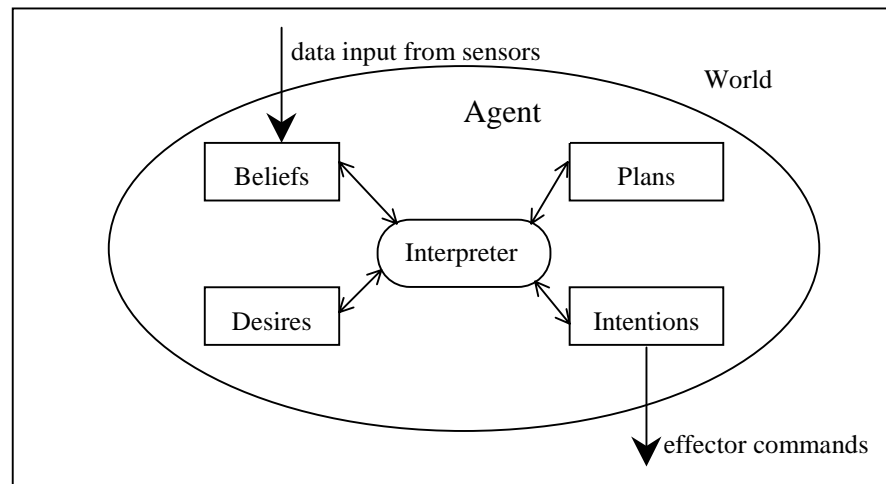 data input from sensors
World
Agent
Beliefs
Plans
Interpreter
Desires
Intentions
effector commands